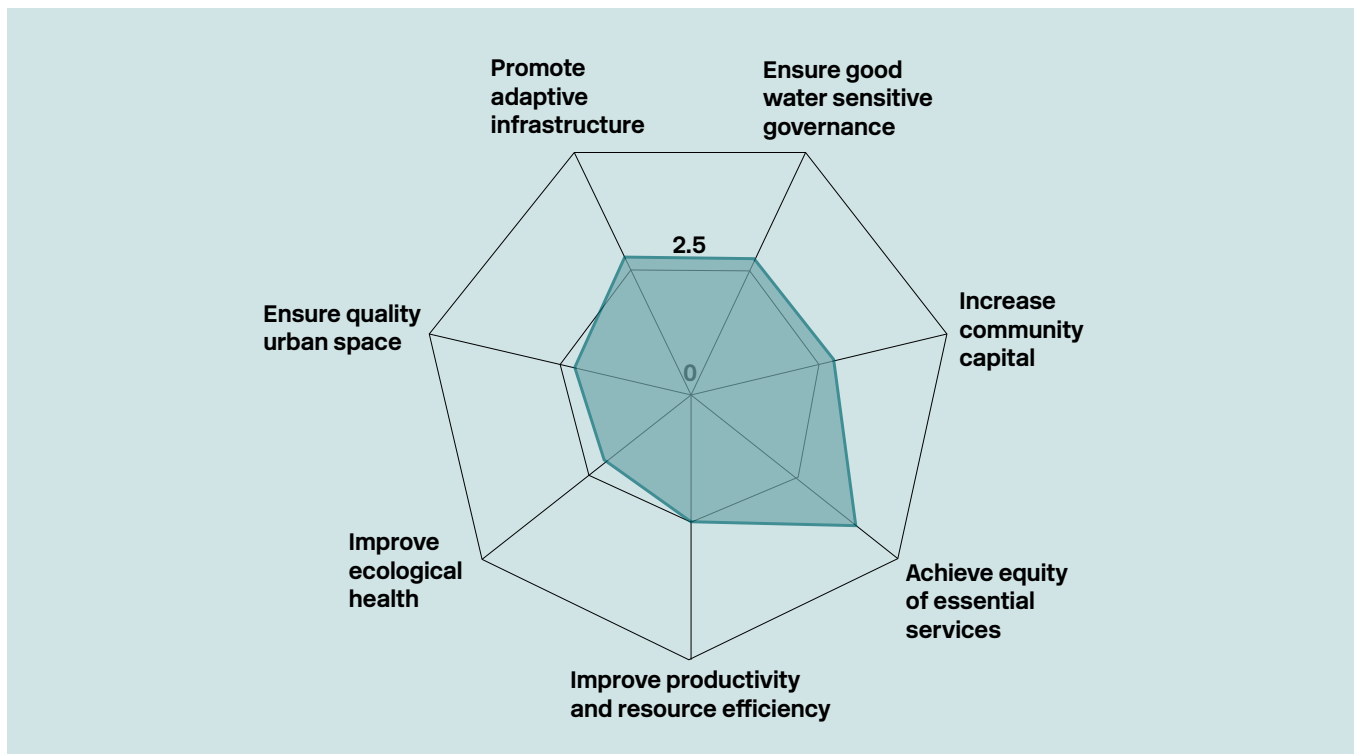 Promote
adaptive
infrastructure
Ensure good
water sensitive
governance
2.5
Ensure quality
urban space
Increase
community
capital
0
Improve
ecological
health
Achieve equity
of essential
services
Improve productivity
and resource efficiency